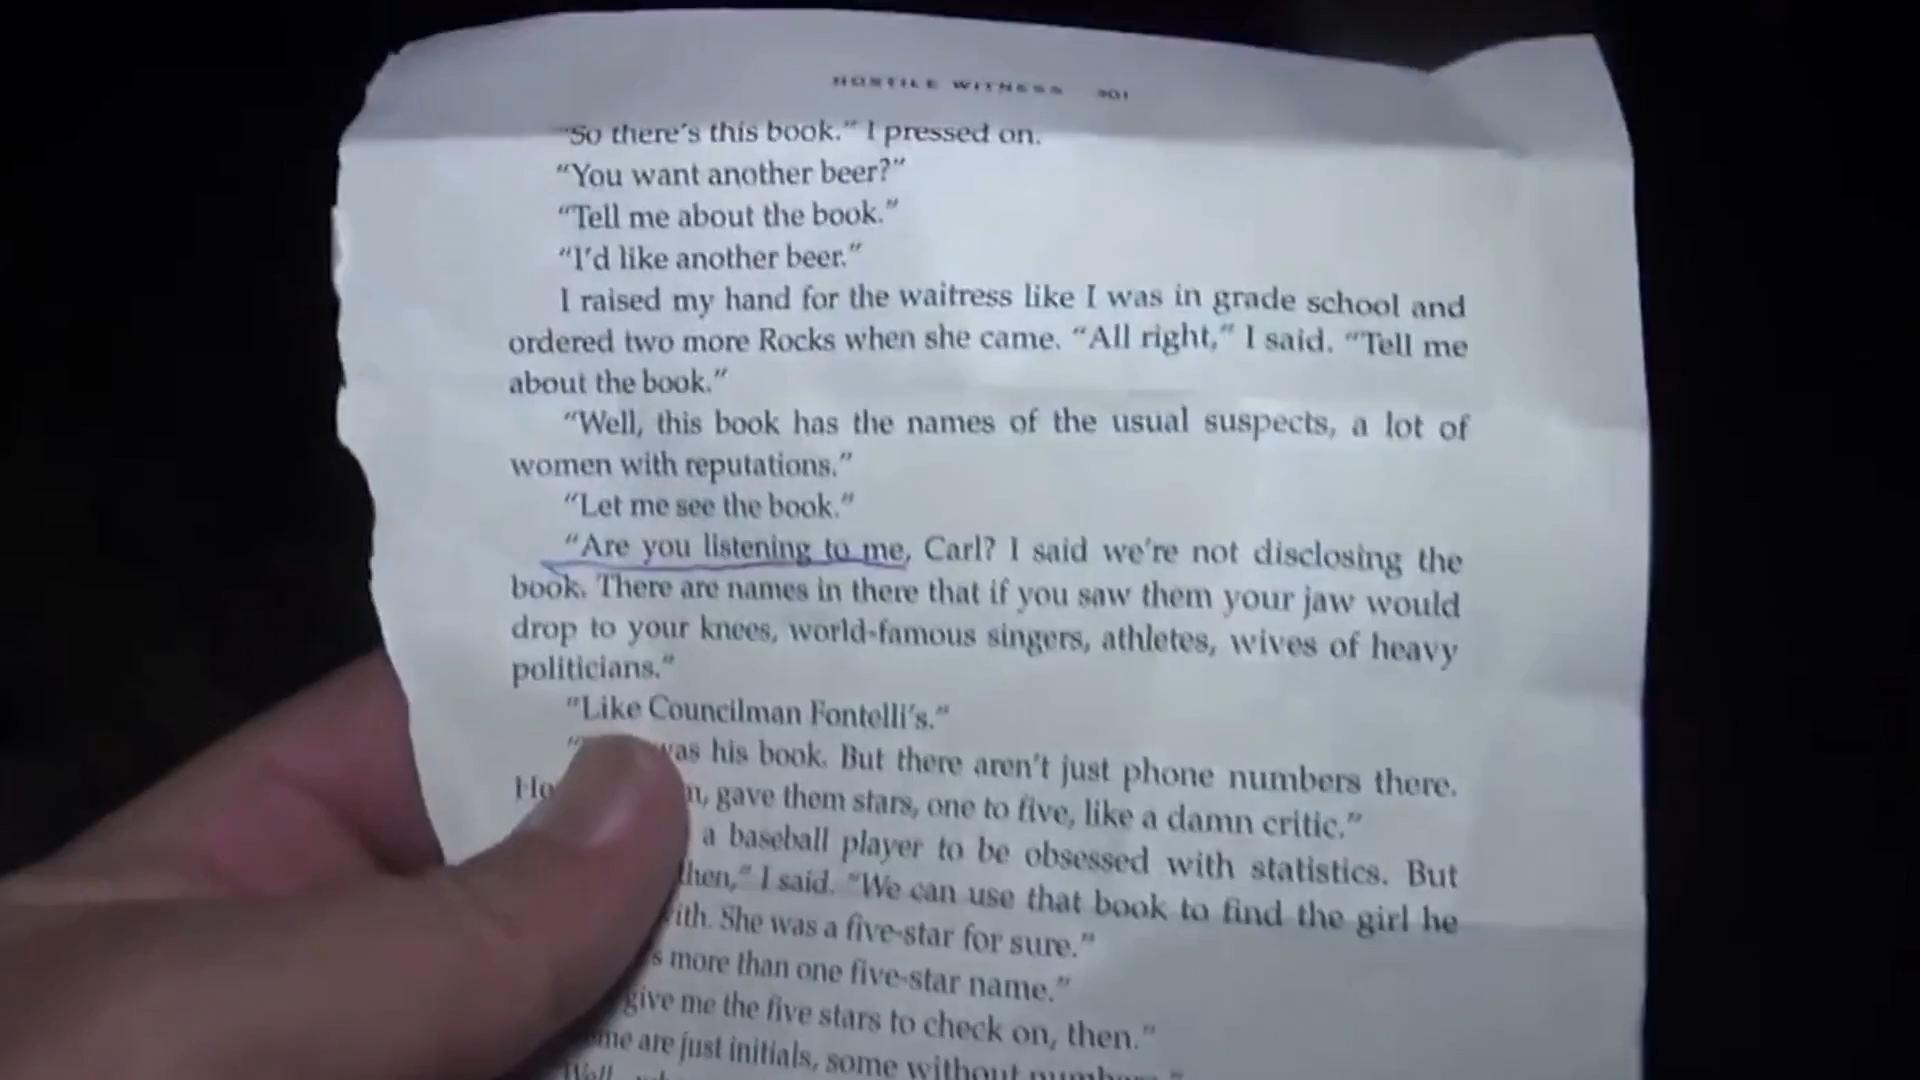 HOSTILE WITNESS 301
"So there's this book." I pressed on.
"You want another beer?"
"Tell me about the book."
"I'd like another beer."
I raised my hand for the waitress like I was in grade school and
ordered two more Rocks when she came. "All right," I said. "Tell me
about the book."
"Well, this book has the names of the usual suspects, a lot of
women with reputations."
"Let me see the book."
"Are you listening to me, Carl? I said we're not disclosing the
book. There are names in there that if you saw them your jaw would
drop to your knees, world-famous singers, athletes, wives of heavy
politicians."
"Like Councilman Fontelli's."
was his book. But there aren't just phone numbers there.
gave them stars, one to five, like a damn critic."
a baseball player to be obsessed with statistics. But
then," I said. "We can use that book to find the girl he
with. She was a five-star for sure."
more than one five-star name."
give me the five stars to check on, then."
are just initials, some without numbers."